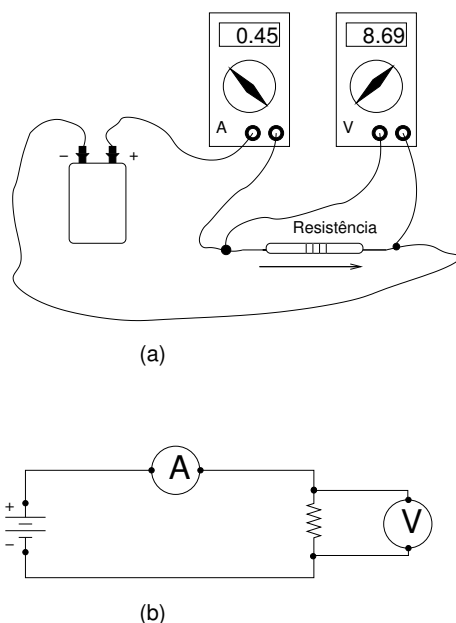 0.45
8.69
A
V
− +
Resistência
(a)
A
+
−
V
(b)